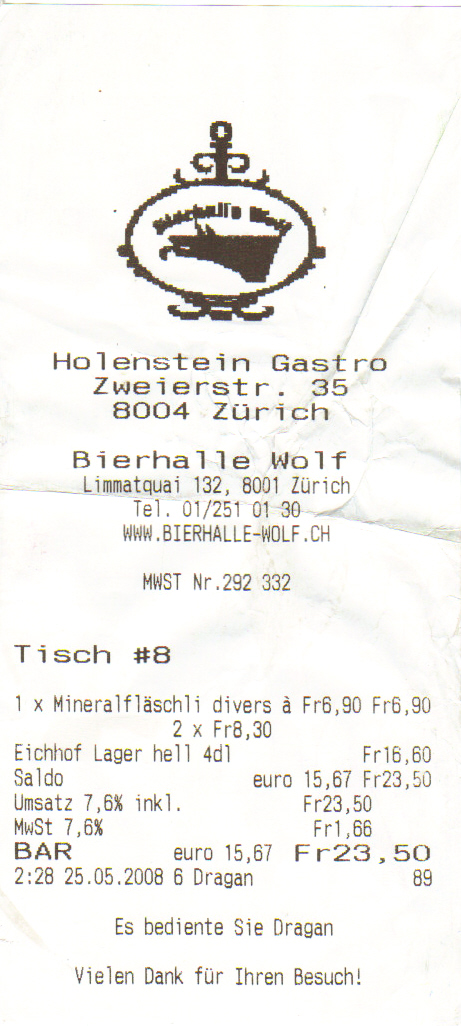 Holenstein Gastro
Zweierstr. 35
8004 Zürich
Bierhalle Wolf
Limmatquai 132, 8001 Zürich
Tel. 01/251 01 30
WWW.BIERHALLE-WOLF.CH
MWST Nr.292 332
Tisch #8
1 x Mineralfläschli divers à Fr6,90 Fr6,90
2 x Fr8,30
Eichhof Lager hell 4dl Fr16,60
Saldo euro 15,67 Fr23,50
Umsatz 7,6% inkl. Fr23,50
MwSt 7,6% Fr1,66
BAR euro 15,67 Fr23,50
2:28 25.05.2008 6 Dragan 89
Es bediente Sie Dragan
Vielen Dank für Ihren Besuch!